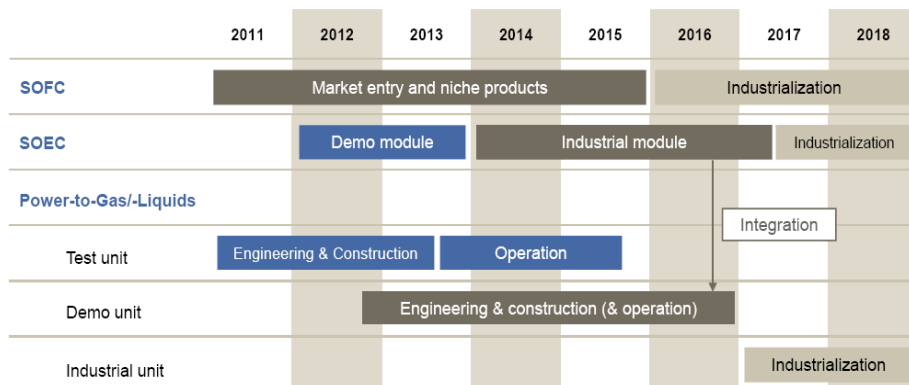 2011 2012 2013 2014 2015 2016 2017 2018
SOFC Market entry and niche products Industrialization
SOEC Demo module Industrial module Industrialization
Power-to-Gas/-Liquids
Integration
Test unit Engineering & Construction Operation
Demo unit Engineering & construction (& operation)
Industrial unit Industrialization